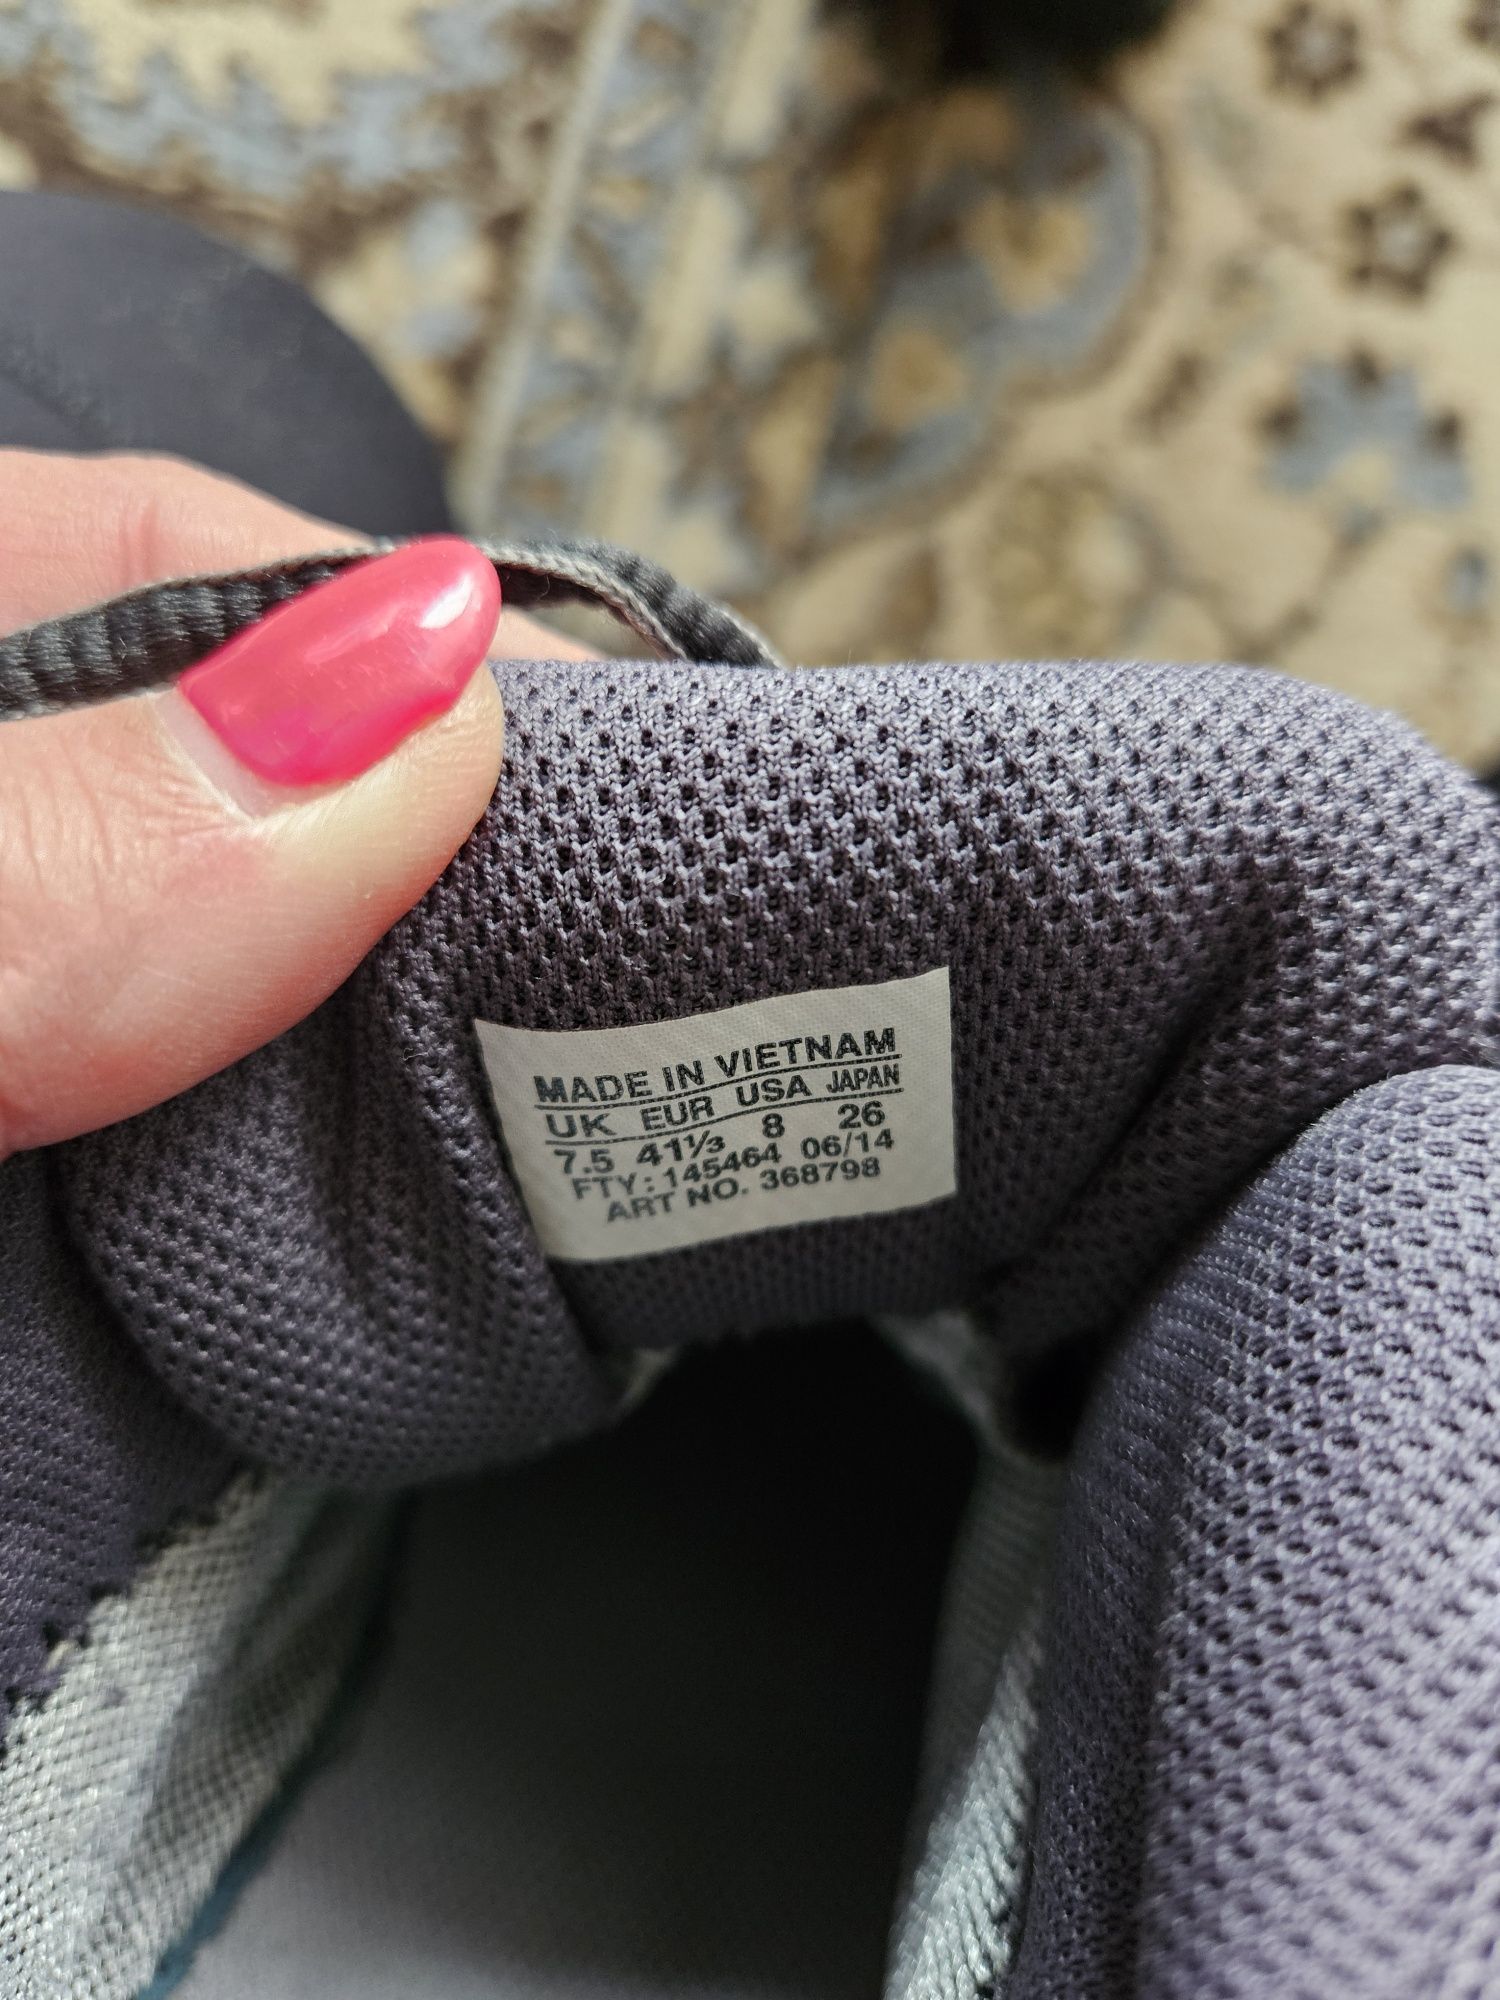 MADE IN VIETNAM
UK EUR USA JAPAN
7.5 41⅓ 8 26
FTY: 145464 06/14
ART NO. 368798